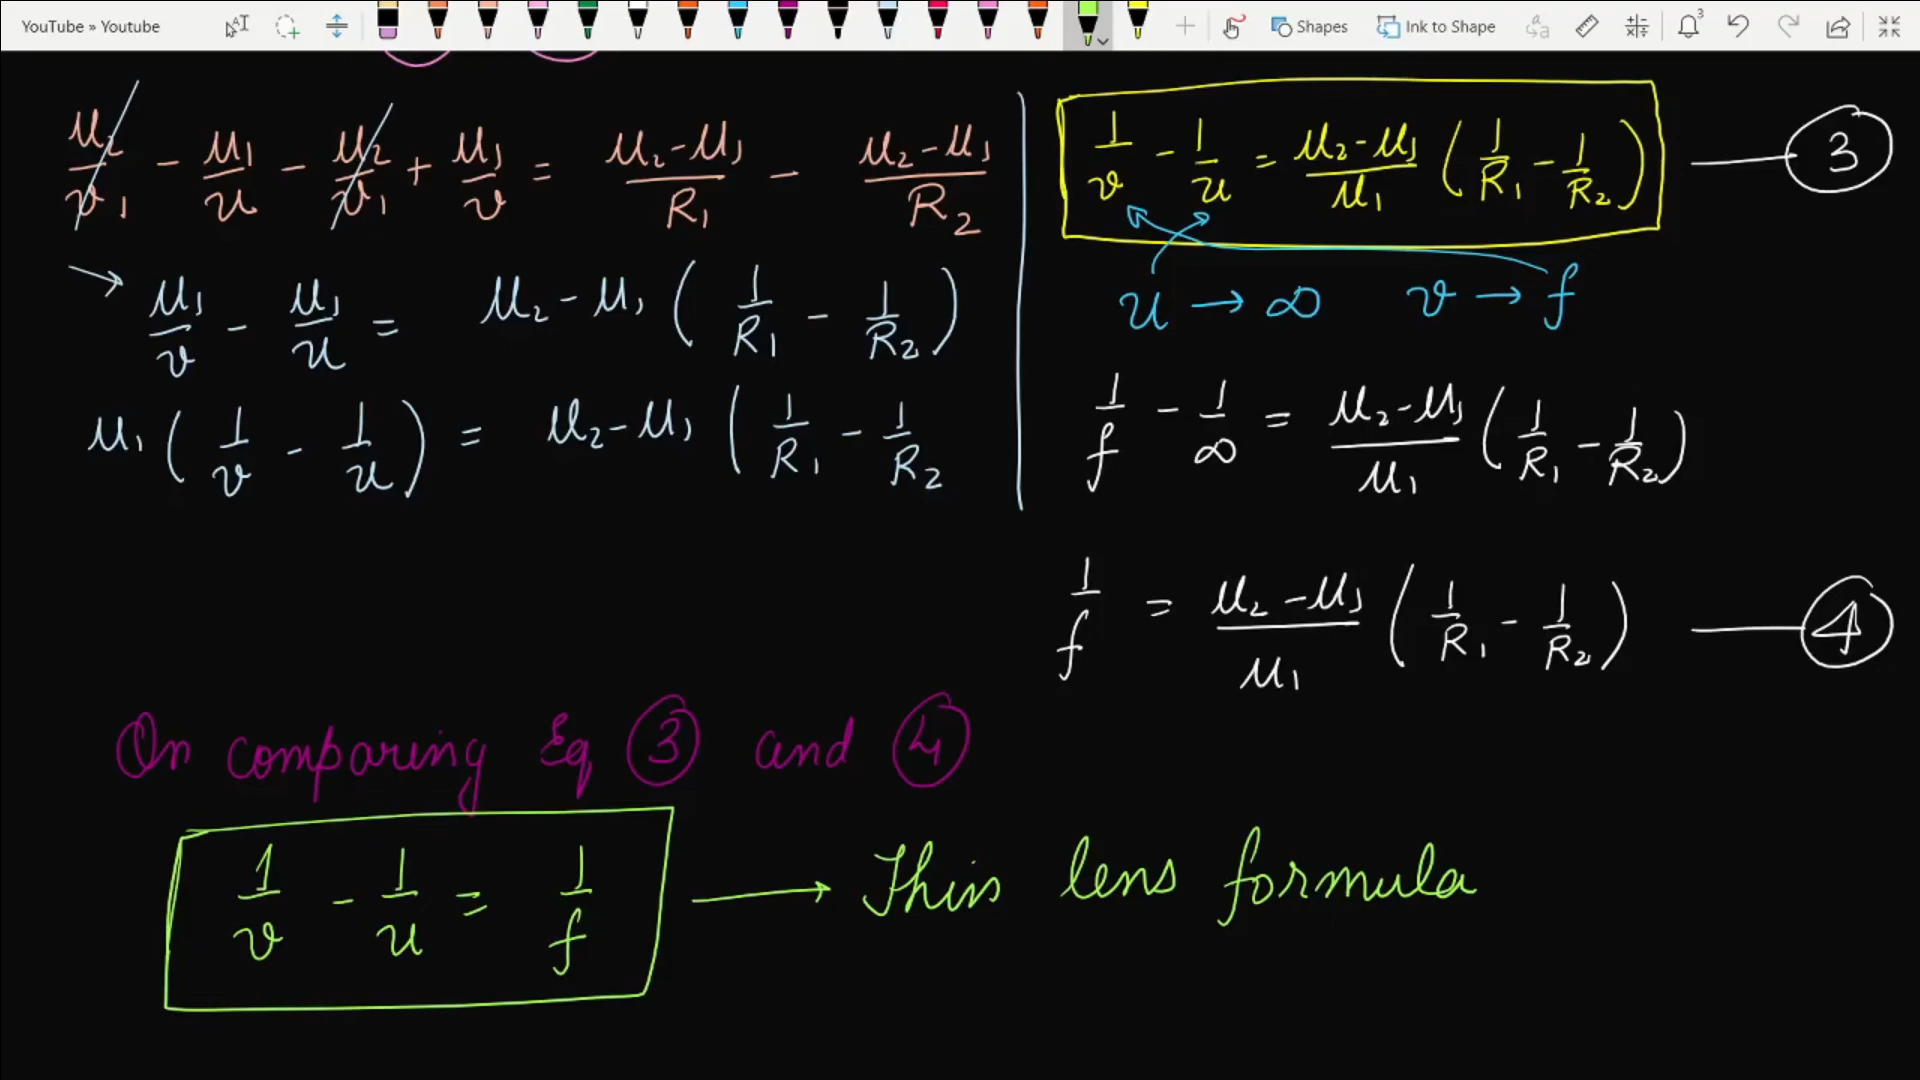 YouTube » Youtube Shapes Ink to Shape 3
μ₂/v₁ − μ₁/u − μ₂/v₁ + μ₁/v = μ₂−μ₁/R₁ − μ₂−μ₁/R₂
→ μ₁/v − μ₁/u = μ₂−μ₁ (1/R₁ − 1/R₂)
μ₁ (1/v − 1/u) = μ₂−μ₁ (1/R₁ − 1/R₂
1/v − 1/u = μ₂−μ₁/μ₁ (1/R₁ − 1/R₂) — ③
u → ∞ v → f
1/f − 1/∞ = μ₂−μ₁/μ₁ (1/R₁ − 1/R₂)
1/f = μ₂−μ₁/μ₁ (1/R₁ − 1/R₂) — ④
On comparing Eq ③ and ④
1/v − 1/u = 1/f → Thin lens formula